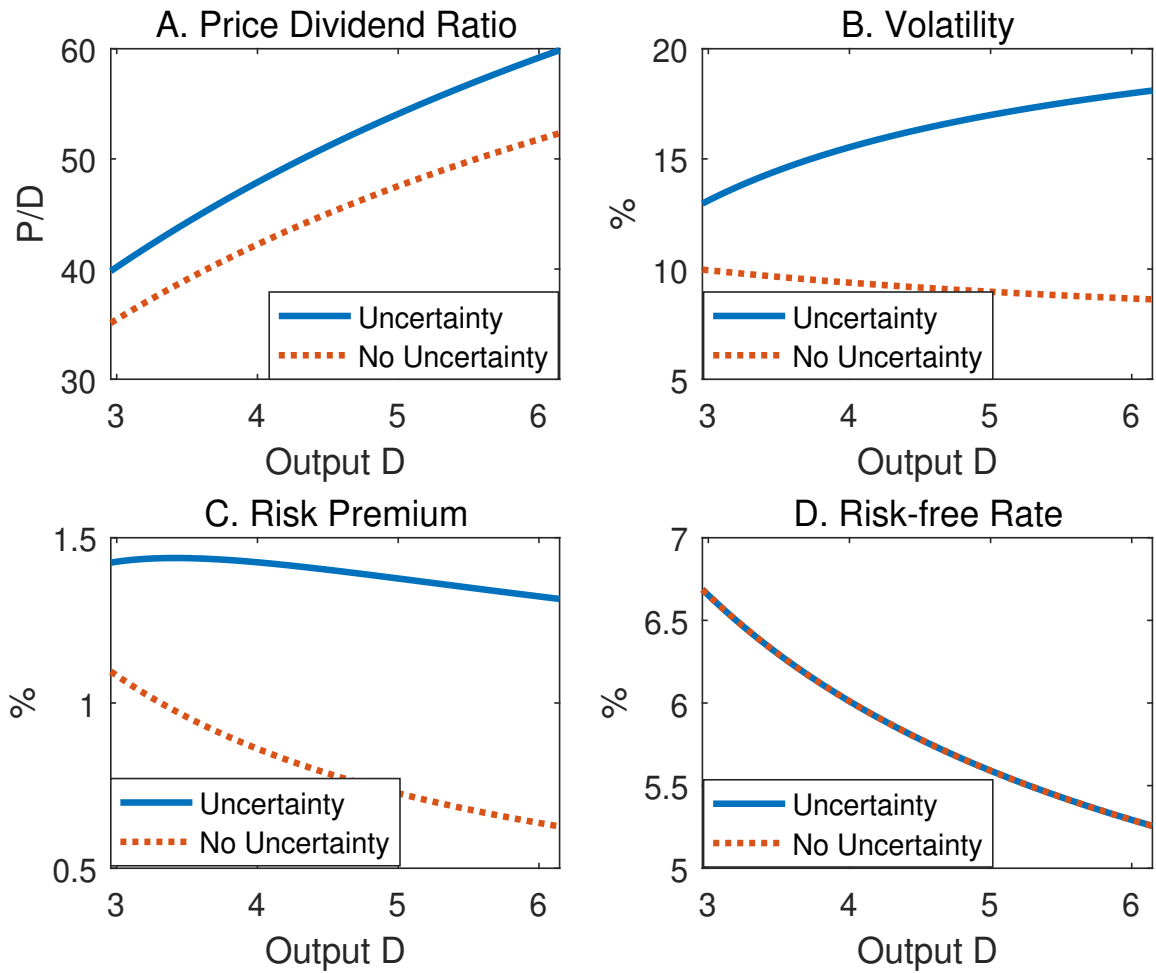 A. Price Dividend Ratio
60
50
40
30
P/D
Uncertainty
No Uncertainty
3
4
5
6
Output D
B. Volatility
20
15
10
5
%
Uncertainty
No Uncertainty
3
4
5
6
Output D
C. Risk Premium
1.5
1
0.5
%
Uncertainty
No Uncertainty
3
4
5
6
Output D
D. Risk-free Rate
7
6.5
6
5.5
5
%
Uncertainty
No Uncertainty
3
4
5
6
Output D